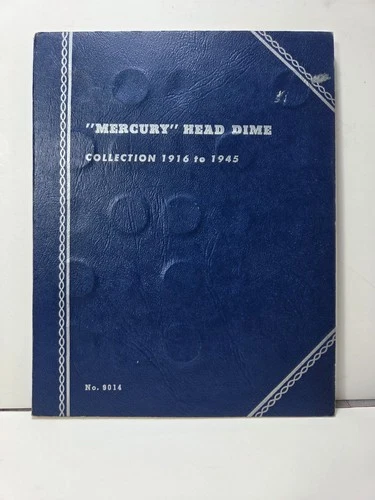 "MERCURY" HEAD DIME
COLLECTION 1916 to 1945
No. 9014